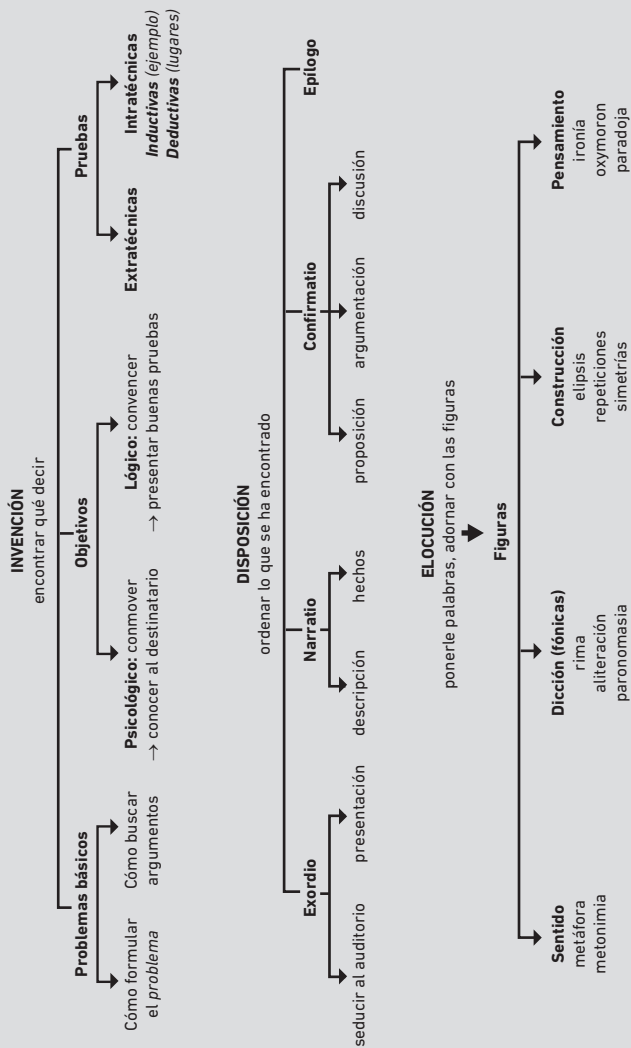 INVENCIÓN
encontrar qué decir
Problemas básicos
Objetivos
Pruebas
Cómo formular
el problema
Cómo buscar
argumentos
Psicológico: conmover
→ conocer al destinatario
Lógico: convencer
→ presentar buenas pruebas
Extratécnicas
Intratécnicas
Inductivas (ejemplo)
Deductivas (lugares)
DISPOSICIÓN
ordenar lo que se ha encontrado
Exordio
Narratio
Confirmatio
Epílogo
seducir al auditorio
presentación
descripción
hechos
proposición
argumentación
discusión
ELOCUCIÓN
ponerle palabras, adornar con las figuras
Figuras
Sentido
metáfora
metonimia
Dicción (fónicas)
rima
aliteración
paronomasia
Construcción
elipsis
repeticiones
simetrías
Pensamiento
ironía
oxymoron
paradoja